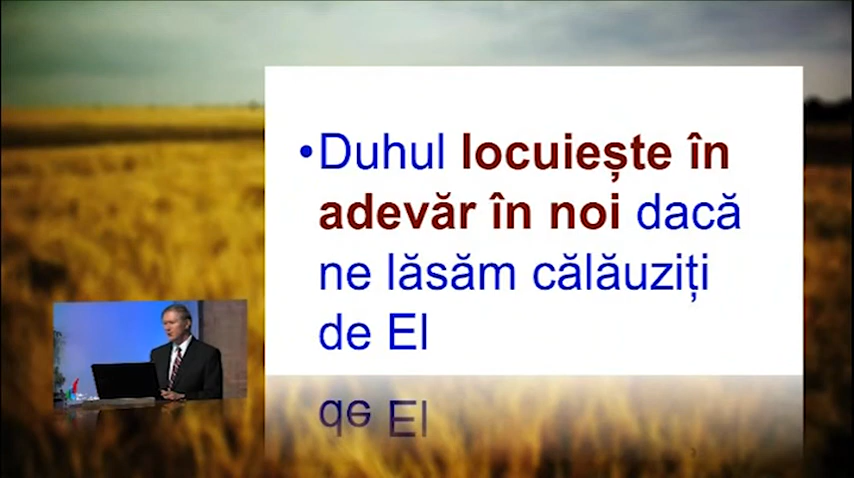 •Duhul locuiește în
adevăr în noi dacă
ne lăsăm călăuziți
de El